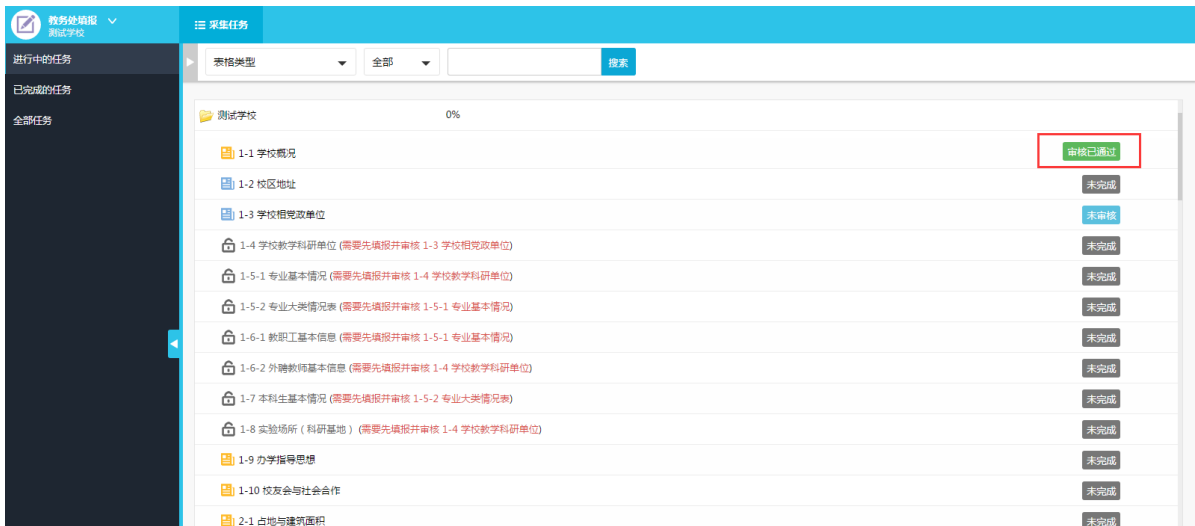 教务处填报
测试学校
采集任务
进行中的任务
已完成的任务
全部任务
表格类型 全部 搜索
测试学校 0%
1-1 学校概况 审核已通过
1-2 校区地址 未完成
1-3 学校相党政单位 未审核
1-4 学校教学科研单位 (需要先填报并审核 1-3 学校相党政单位) 未完成
1-5-1 专业基本情况 (需要先填报并审核 1-4 学校教学科研单位) 未完成
1-5-2 专业大类情况表 (需要先填报并审核 1-5-1 专业基本情况) 未完成
1-6-1 教职工基本信息 (需要先填报并审核 1-5-1 专业基本情况) 未完成
1-6-2 外聘教师基本信息 (需要先填报并审核 1-4 学校教学科研单位) 未完成
1-7 本科生基本情况 (需要先填报并审核 1-5-2 专业大类情况表) 未完成
1-8 实验场所（科研基地） (需要先填报并审核 1-4 学校教学科研单位) 未完成
1-9 办学指导思想 未完成
1-10 校友会与社会合作 未完成
2-1 占地与建筑面积 未完成